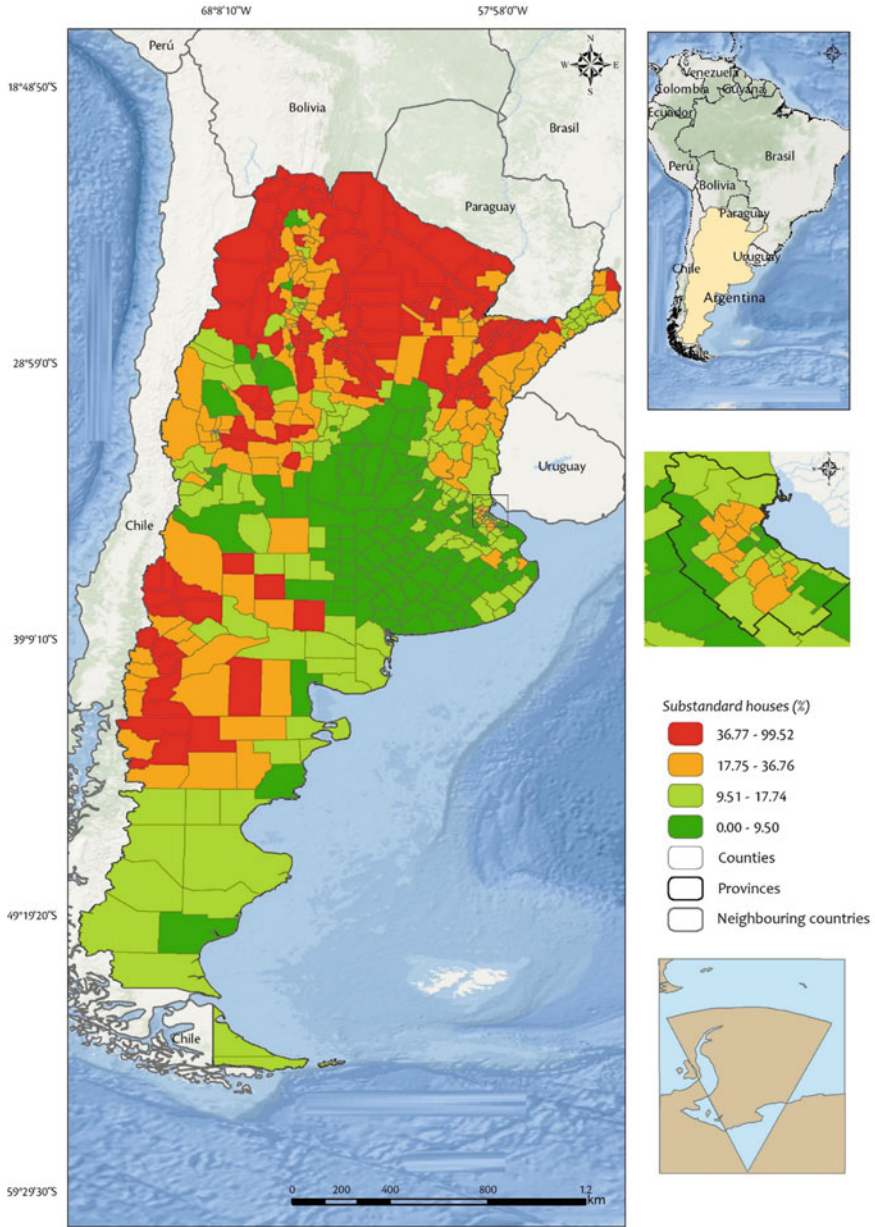 68°8'10"W
57°58'0"W
18°48'50"S
28°59'0"S
39°9'10"S
49°19'20"S
59°29'30"S
Perú
Bolivia
Brasil
Paraguay
Uruguay
Chile
Chile
N
W E
S
0 200 400 800 1.2
km
Venezuela
Colombia
Guyana
Ecuador
Perú
Brasil
Bolivia
Paraguay
Uruguay
Chile
Argentina
Chile
Substandard houses (%)
36.77 - 99.52
17.75 - 36.76
9.51 - 17.74
0.00 - 9.50
Counties
Provinces
Neighbouring countries